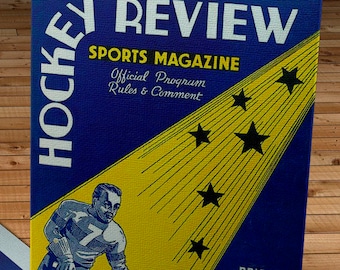 HOCKEY
REVIEW
SPORTS MAGAZINE
Official Program
Rules & Comment
7